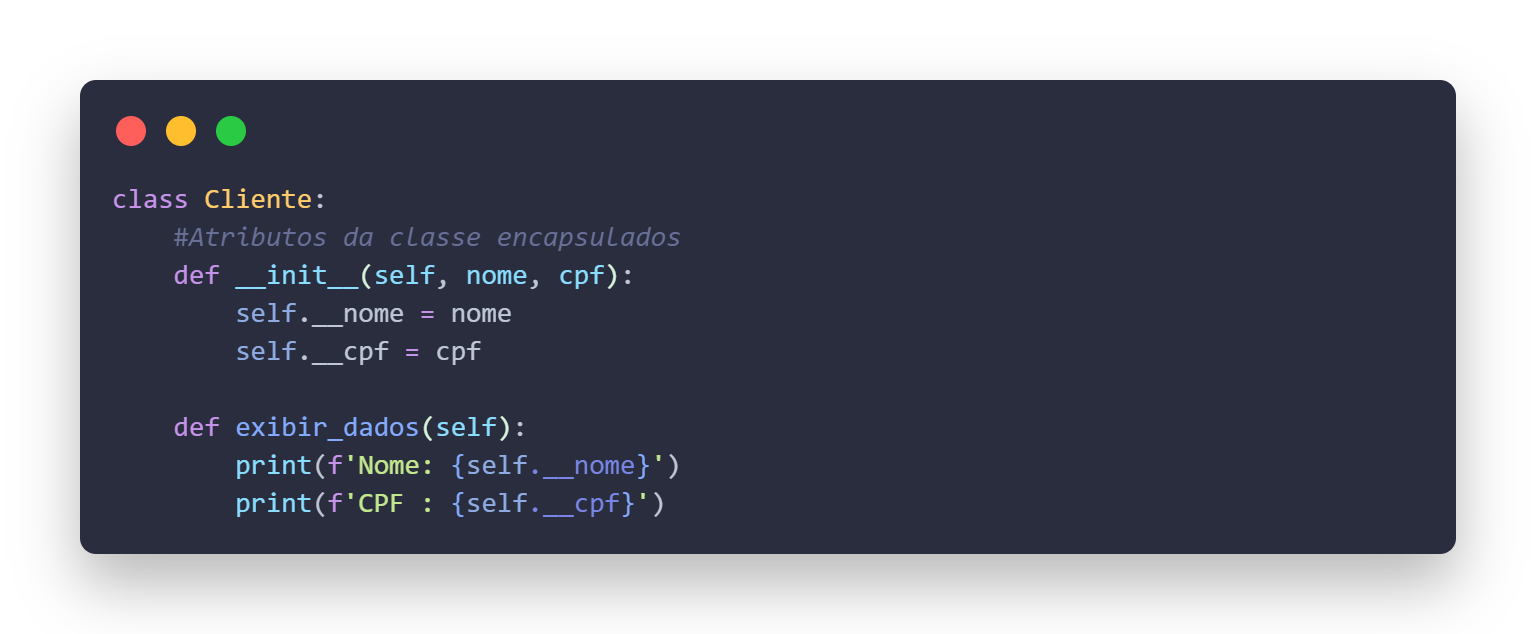 class Cliente:
    #Atributos da classe encapsulados
    def __init__(self, nome, cpf):
        self.__nome = nome
        self.__cpf = cpf

    def exibir_dados(self):
        print(f'Nome: {self.__nome}')
        print(f'CPF : {self.__cpf}')